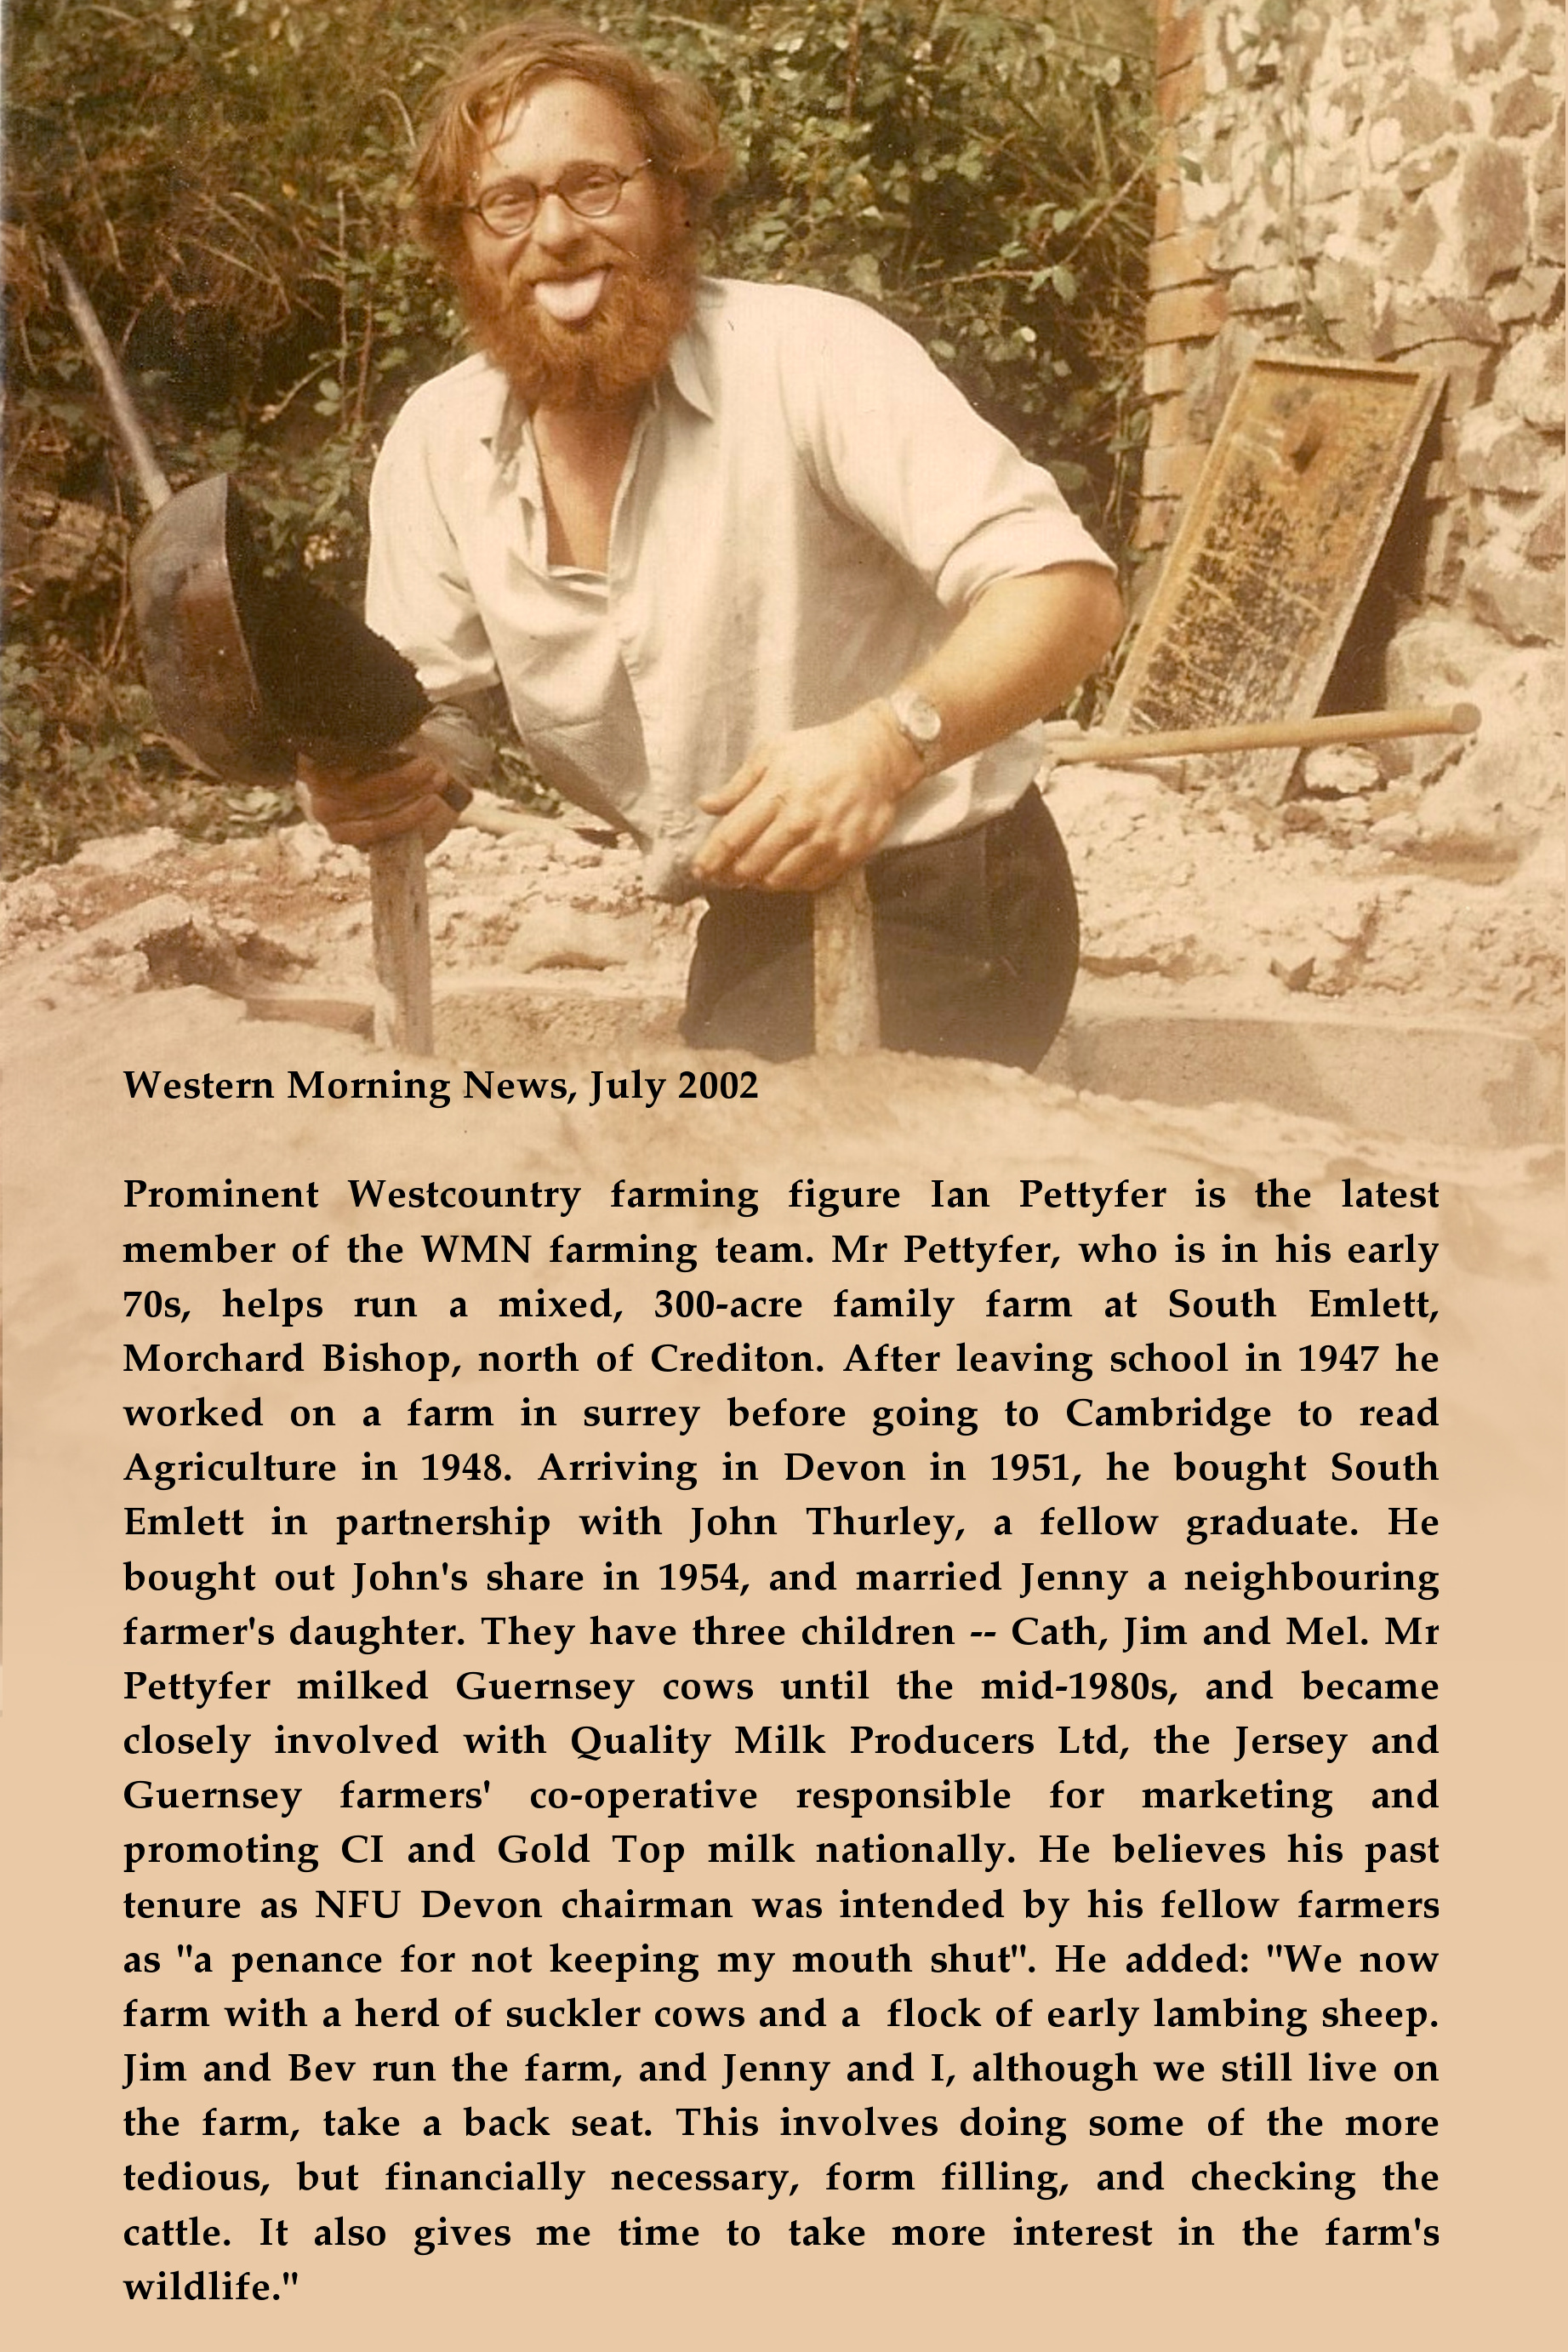 Western Morning News, July 2002
Prominent Westcountry farming figure Ian Pettyfer is the latest
member of the WMN farming team. Mr Pettyfer, who is in his early
70s, helps run a mixed, 300-acre family farm at South Emlett,
Morchard Bishop, north of Crediton. After leaving school in 1947 he
worked on a farm in surrey before going to Cambridge to read
Agriculture in 1948. Arriving in Devon in 1951, he bought South
Emlett in partnership with John Thurley, a fellow graduate. He
bought out John's share in 1954, and married Jenny a neighbouring
farmer's daughter. They have three children -- Cath, Jim and Mel. Mr
Pettyfer milked Guernsey cows until the mid-1980s, and became
closely involved with Quality Milk Producers Ltd, the Jersey and
Guernsey farmers' co-operative responsible for marketing and
promoting CI and Gold Top milk nationally. He believes his past
tenure as NFU Devon chairman was intended by his fellow farmers
as "a penance for not keeping my mouth shut". He added: "We now
farm with a herd of suckler cows and a  flock of early lambing sheep.
Jim and Bev run the farm, and Jenny and I, although we still live on
the farm, take a back seat. This involves doing some of the more
tedious, but financially necessary, form filling, and checking the
cattle. It also gives me time to take more interest in the farm's
wildlife."